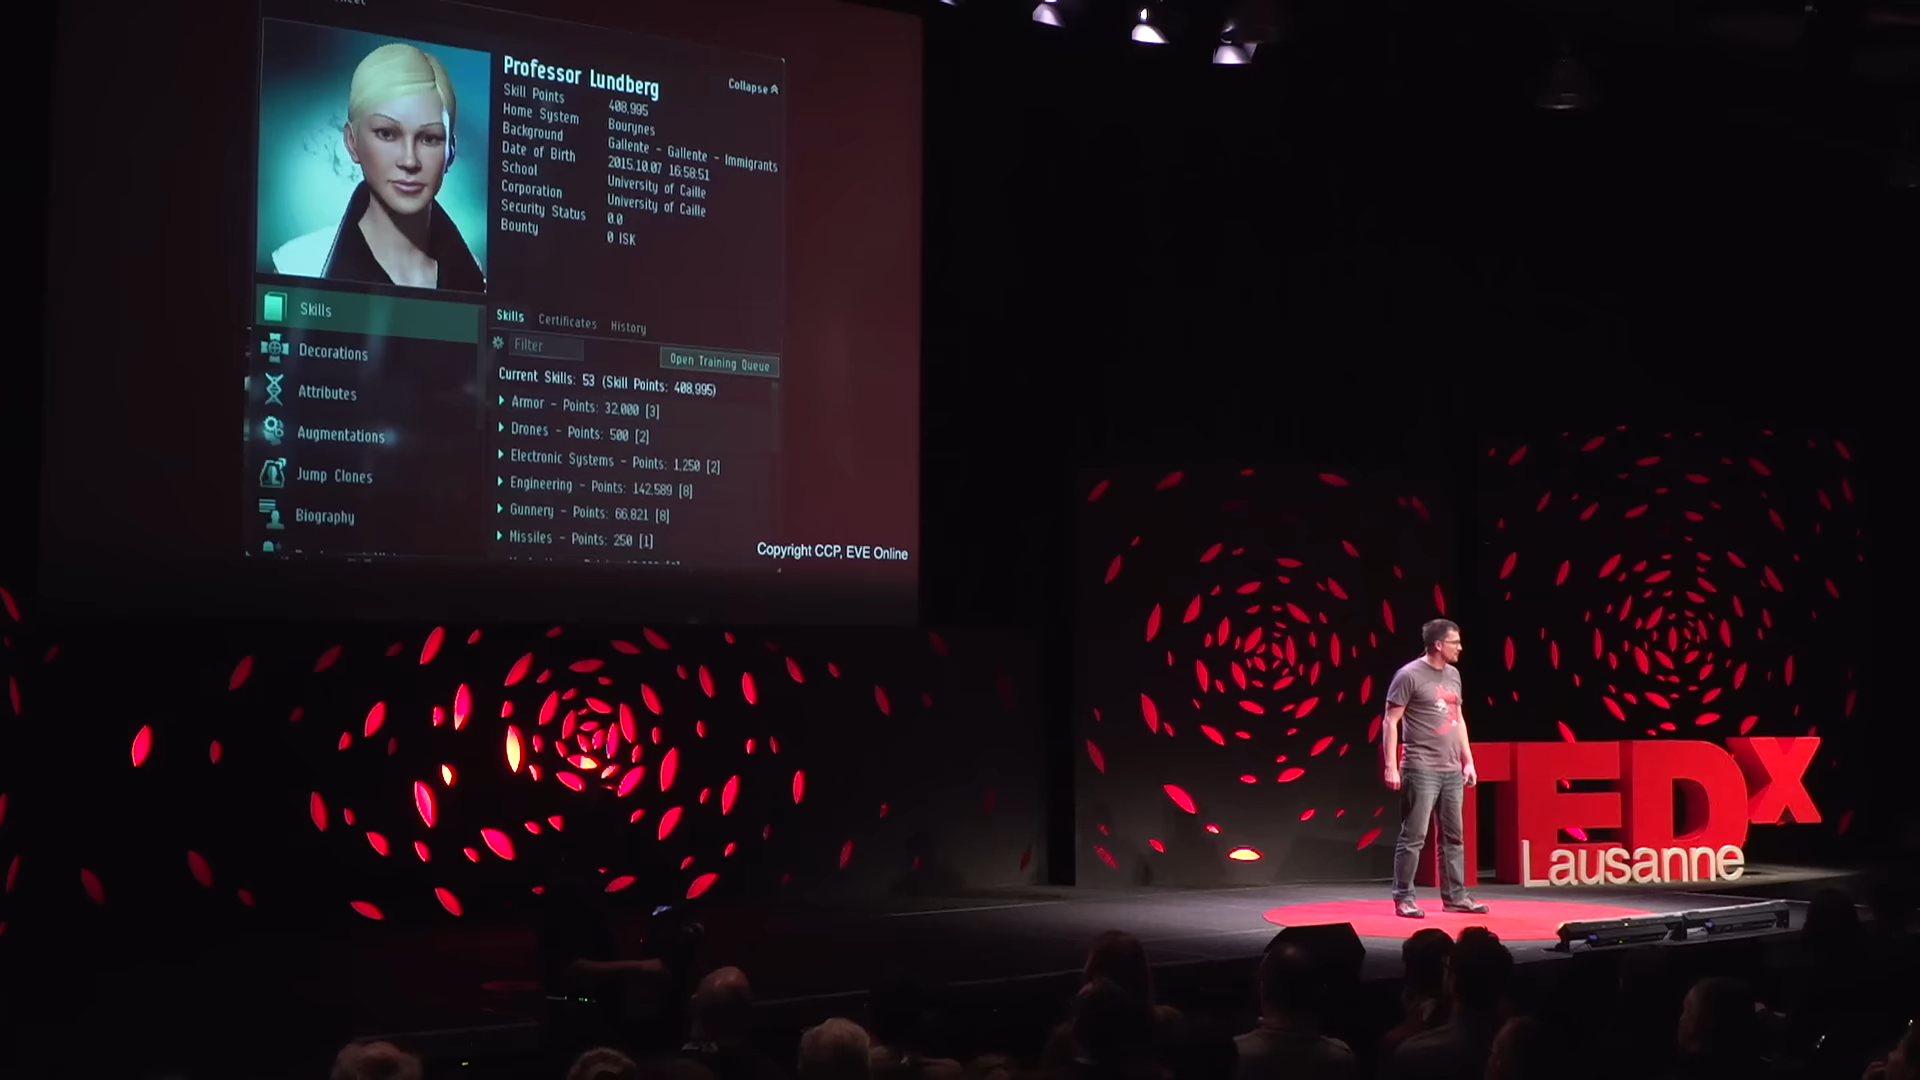 Professor Lundberg
Collapse
Skill Points 408,995
Home System Bourynes
Background Gallente - Gallente - Immigrants
Date of Birth 2015.10.07 16:58:51
School University of Caille
Corporation University of Caille
Security Status 0.0
Bounty 0 ISK
Skills
Decorations
Attributes
Augmentations
Jump Clones
Biography
Skills Certificates History
Filter
Open Training Queue
Current Skills: 53 (Skill Points: 408,995)
Armor - Points: 32,000 [3]
Drones - Points: 500 [2]
Electronic Systems - Points: 1,250 [2]
Engineering - Points: 142,589 [8]
Gunnery - Points: 66,821 [8]
Missiles - Points: 250 [1]
Copyright CCP, EVE Online
TEDx
Lausanne